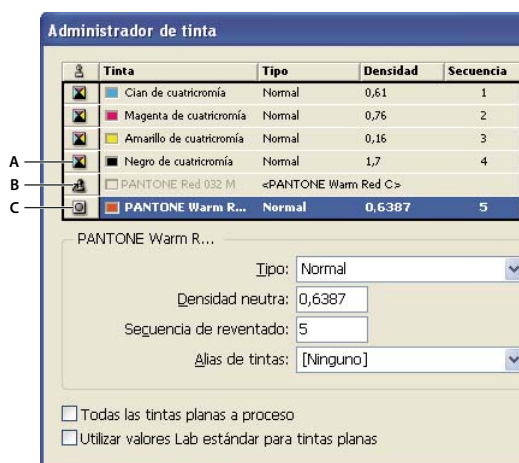 Administrador de tinta
Tinta Tipo Densidad Secuencia
Cian de cuatricromía Normal 0,61 1
Magenta de cuatricromía Normal 0,76 2
Amarillo de cuatricromía Normal 0,16 3
A Negro de cuatricromía Normal 1,7 4
B PANTONE Red 032 M <PANTONE Warm Red C>
C PANTONE Warm R... Normal 0,6387 5
PANTONE Warm R...
Tipo: Normal
Densidad neutra: 0,6387
Secuencia de reventado: 5
Alias de tintas: [Ninguno]
Todas las tintas planas a proceso
Utilizar valores Lab estándar para tintas planas